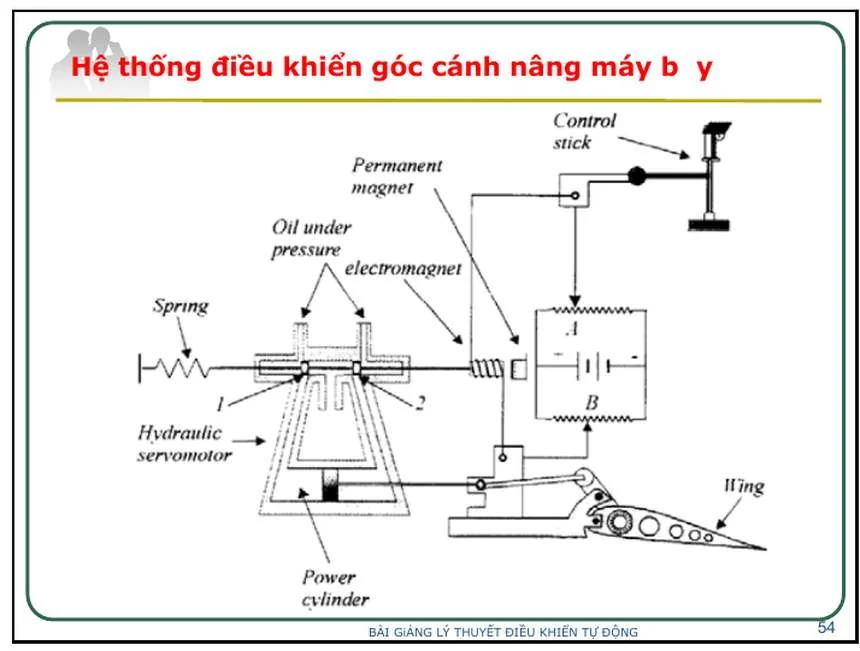 Hệ thống điều khiển góc cánh nâng máy b y
Control
stick
Permanent
magnet
Oil under
pressure
electromagnet
Spring
A
+ -
B
1 2
Hydraulic
servomotor
Wing
Power
cylinder
BÀI GiẢNG LÝ THUYẾT ĐIỀU KHIỂN TỰ ĐỘNG
54